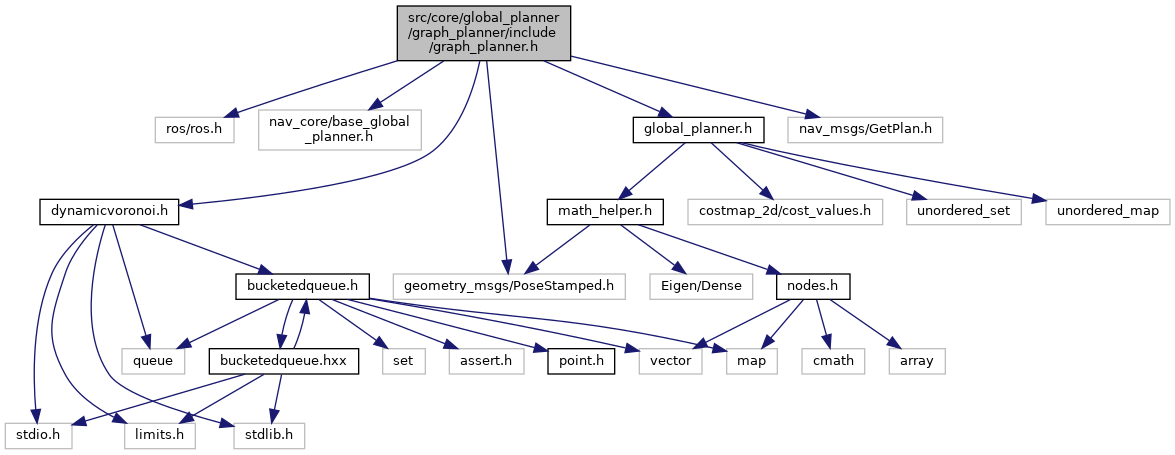 src/core/global_planner
/graph_planner/include
/graph_planner.h
ros/ros.h
nav_core/base_global
_planner.h
global_planner.h
nav_msgs/GetPlan.h
dynamicvoronoi.h
math_helper.h
costmap_2d/cost_values.h
unordered_set
unordered_map
bucketedqueue.h
geometry_msgs/PoseStamped.h
Eigen/Dense
nodes.h
queue
bucketedqueue.hxx
set
assert.h
point.h
vector
map
cmath
array
stdio.h
limits.h
stdlib.h